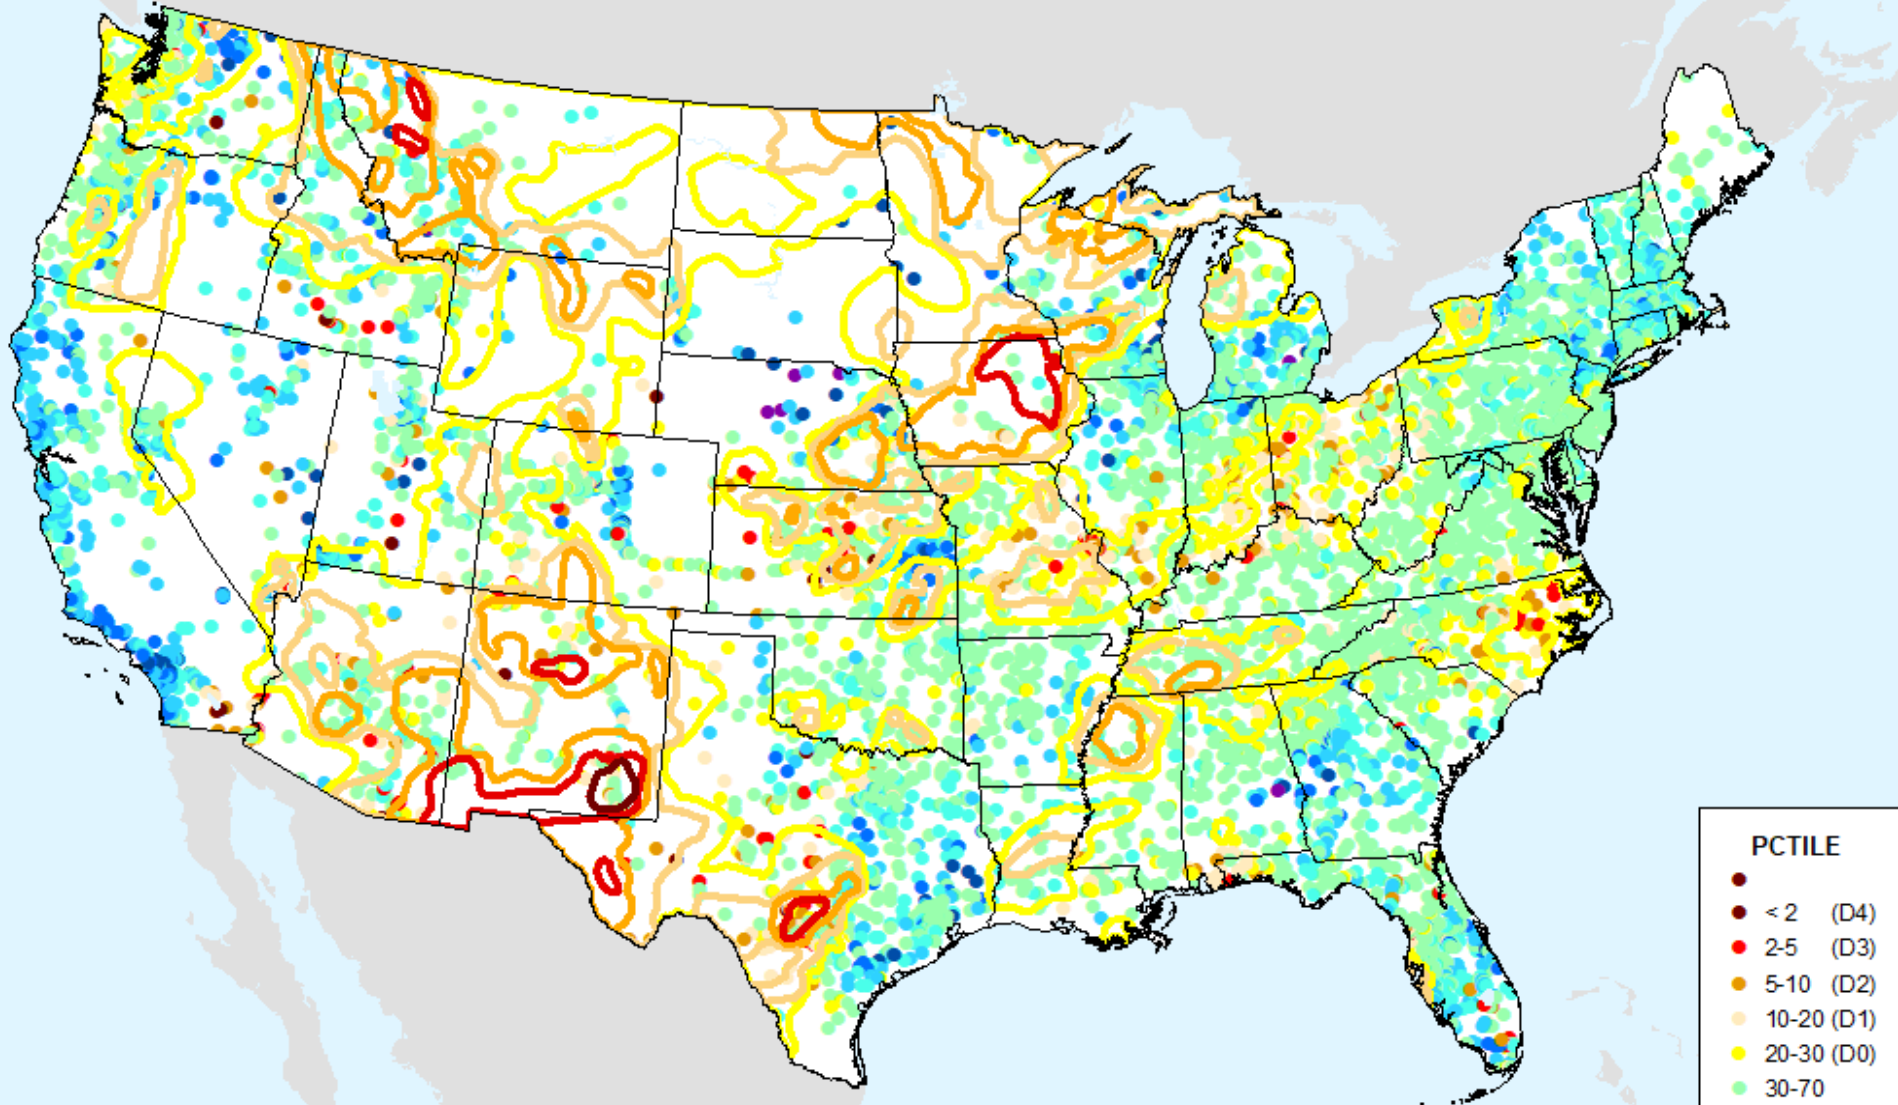 PCTILE
< 2 (D4)
2-5 (D3)
5-10 (D2)
10-20 (D1)
20-30 (D0)
30-70